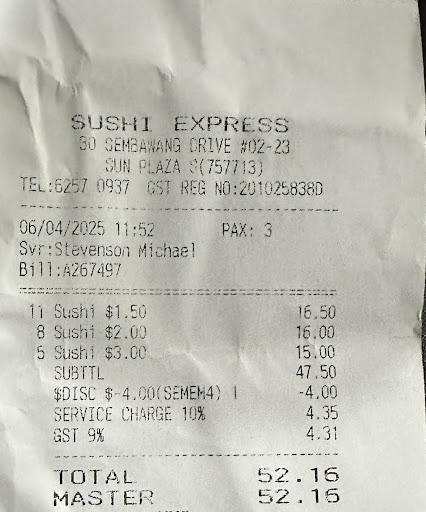 SUSHI EXPRESS
30 SEMBAWANG DRIVE #02-23
SUN PLAZA S(757713)
TEL:6257 0937 GST REG NO:201025838D
06/04/2025 11:52 PAX: 3
Svr:Stevenson Michael
Bill:A267497
11 Sushi $1.50 16.50
8 Sushi $2.00 16.00
5 Sushi $3.00 15.00
SUBTTL 47.50
$DISC $-4.00(SEMEM4) 1 -4.00
SERVICE CHARGE 10% 4.35
GST 9% 4.31
TOTAL 52.16
MASTER 52.16